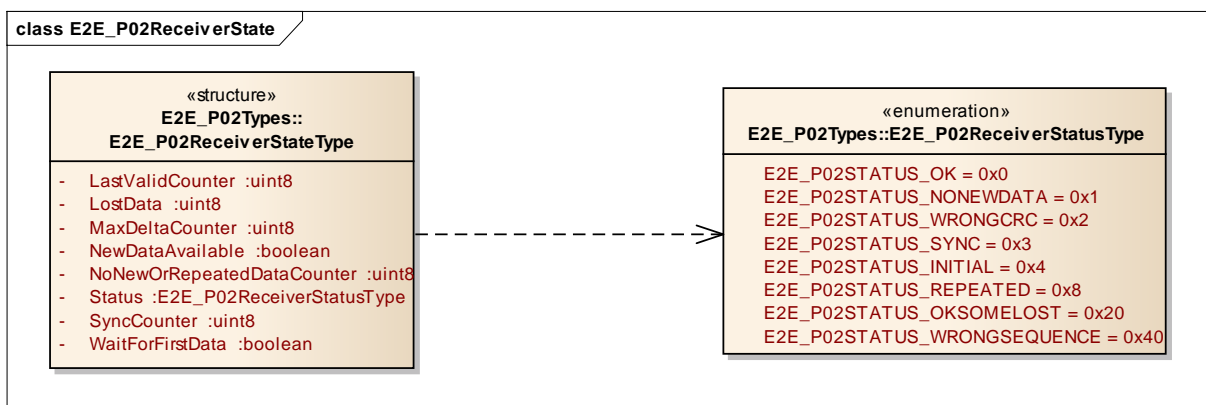 class E2E_P02ReceiverState
«structure»
E2E_P02Types::
E2E_P02ReceiverStateType
- LastValidCounter :uint8
- LostData :uint8
- MaxDeltaCounter :uint8
- NewDataAvailable :boolean
- NoNewOrRepeatedDataCounter :uint8
- Status :E2E_P02ReceiverStatusType
- SyncCounter :uint8
- WaitForFirstData :boolean
«enumeration»
E2E_P02Types::E2E_P02ReceiverStatusType
E2E_P02STATUS_OK = 0x0
E2E_P02STATUS_NONEWDATA = 0x1
E2E_P02STATUS_WRONGCRC = 0x2
E2E_P02STATUS_SYNC = 0x3
E2E_P02STATUS_INITIAL = 0x4
E2E_P02STATUS_REPEATED = 0x8
E2E_P02STATUS_OKSOMELOST = 0x20
E2E_P02STATUS_WRONGSEQUENCE = 0x40